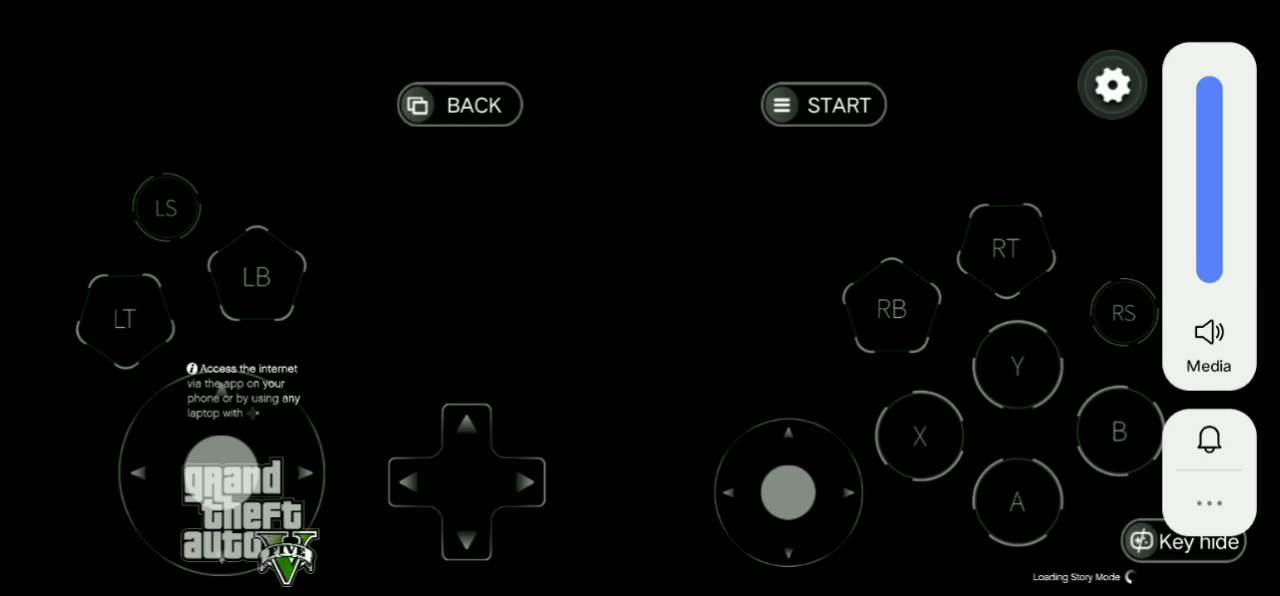 BACK
START
LS
LB
RT
LT
RB
RS
Media
i Access the internet
via the app on your
phone or by using any
laptop with
Y
X
B
A
grand
theft
auto
FIVE
V
Key hide
Loading Story Mode